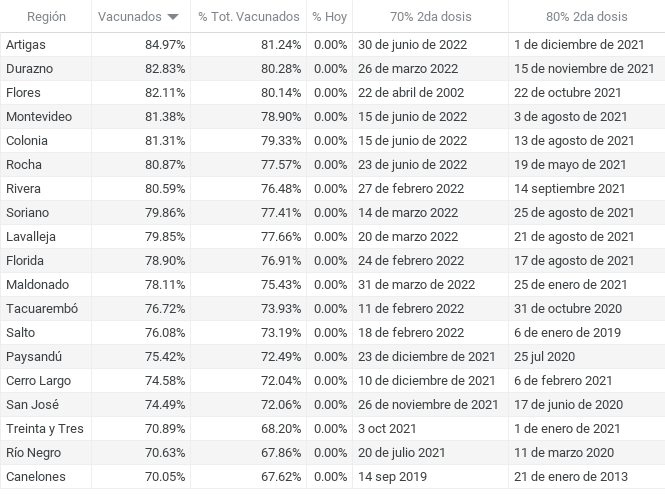 Región Vacunados % Tot. Vacunados % Hoy 70% 2da dosis 80% 2da dosis
Artigas 84.97% 81.24% 0.00% 30 de junio de 2022 1 de diciembre de 2021
Durazno 82.83% 80.28% 0.00% 26 de marzo 2022 15 de noviembre de 2021
Flores 82.11% 80.14% 0.00% 22 de abril de 2002 22 de octubre 2021
Montevideo 81.38% 78.90% 0.00% 15 de junio de 2022 3 de agosto de 2021
Colonia 81.31% 79.33% 0.00% 15 de junio de 2022 13 de agosto de 2021
Rocha 80.87% 77.57% 0.00% 23 de junio de 2022 19 de mayo de 2021
Rivera 80.59% 76.48% 0.00% 27 de febrero 2022 14 septiembre 2021
Soriano 79.86% 77.41% 0.00% 14 de marzo 2022 25 de agosto de 2021
Lavalleja 79.85% 77.66% 0.00% 20 de marzo 2022 21 de agosto de 2021
Florida 78.90% 76.91% 0.00% 24 de febrero 2022 17 de agosto de 2021
Maldonado 78.11% 75.43% 0.00% 31 de marzo de 2022 25 de enero de 2021
Tacuarembó 76.72% 73.93% 0.00% 11 de febrero 2022 31 de octubre 2020
Salto 76.08% 73.19% 0.00% 18 de febrero 2022 6 de enero de 2019
Paysandú 75.42% 72.49% 0.00% 23 de diciembre de 2021 25 jul 2020
Cerro Largo 74.58% 72.04% 0.00% 10 de diciembre de 2021 6 de febrero 2021
San José 74.49% 72.06% 0.00% 26 de noviembre de 2021 17 de junio de 2020
Treinta y Tres 70.89% 68.20% 0.00% 3 oct 2021 1 de enero de 2021
Río Negro 70.63% 67.86% 0.00% 20 de julio 2021 11 de marzo 2020
Canelones 70.05% 67.62% 0.00% 14 sep 2019 21 de enero de 2013